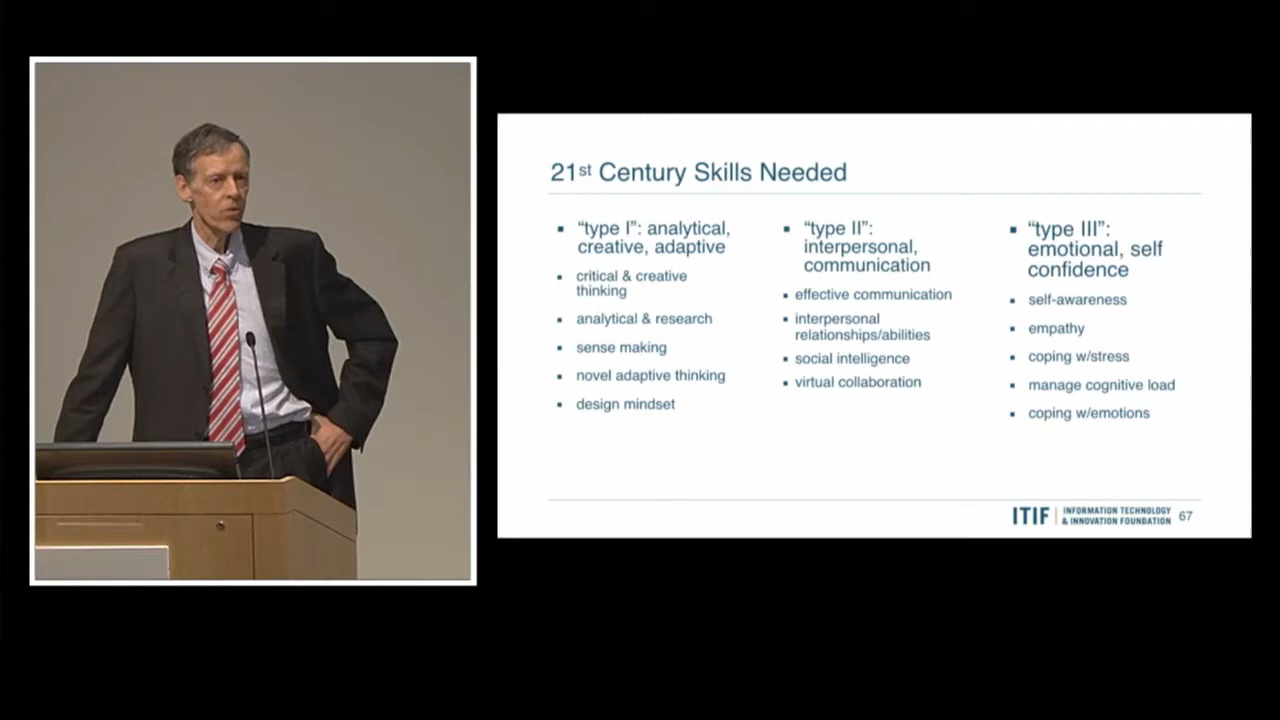 21st Century Skills Needed
▪ “type I”: analytical,
creative, adaptive
▪ critical & creative
thinking
▪ analytical & research
▪ sense making
▪ novel adaptive thinking
▪ design mindset
▪ “type II”:
interpersonal,
communication
▪ effective communication
▪ interpersonal
relationships/abilities
▪ social intelligence
▪ virtual collaboration
▪ “type III”:
emotional, self
confidence
▪ self-awareness
▪ empathy
▪ coping w/stress
▪ manage cognitive load
▪ coping w/emotions
ITIF | INFORMATION TECHNOLOGY
& INNOVATION FOUNDATION 67